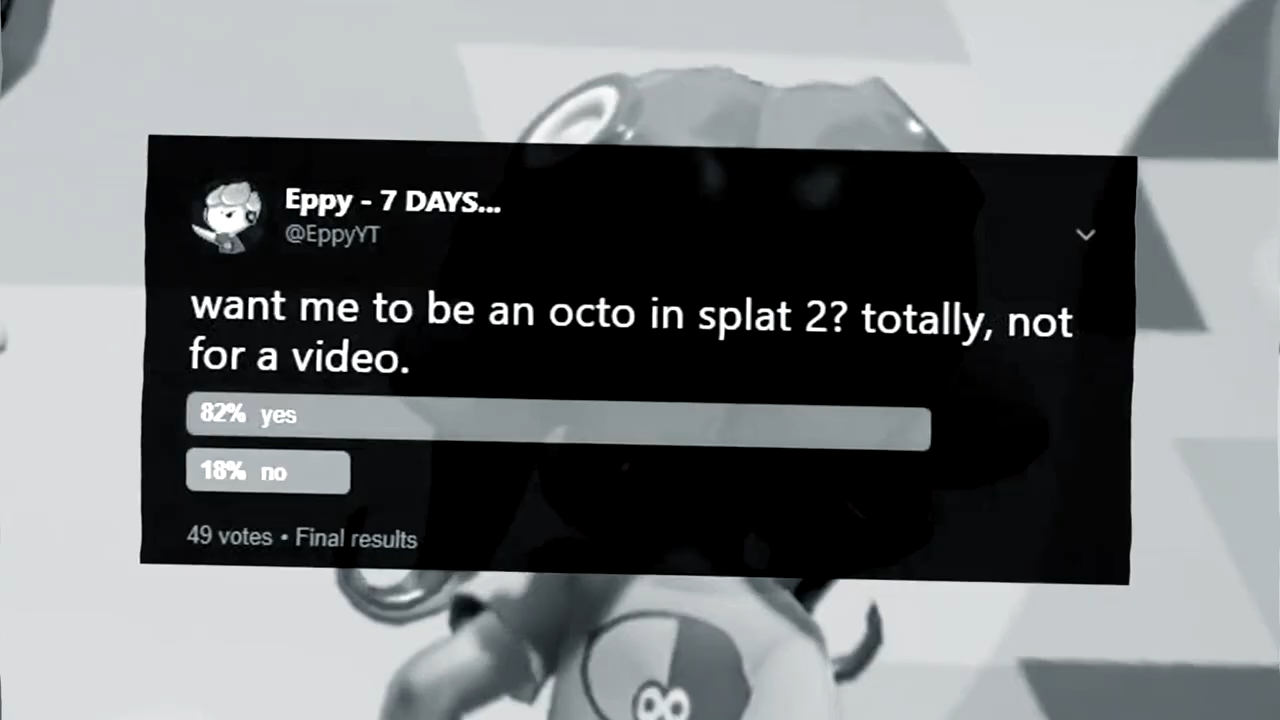 Eppy - 7 DAYS...
@EppyYT
want me to be an octo in splat 2? totally, not
for a video.
82% yes
18% no
49 votes • Final results